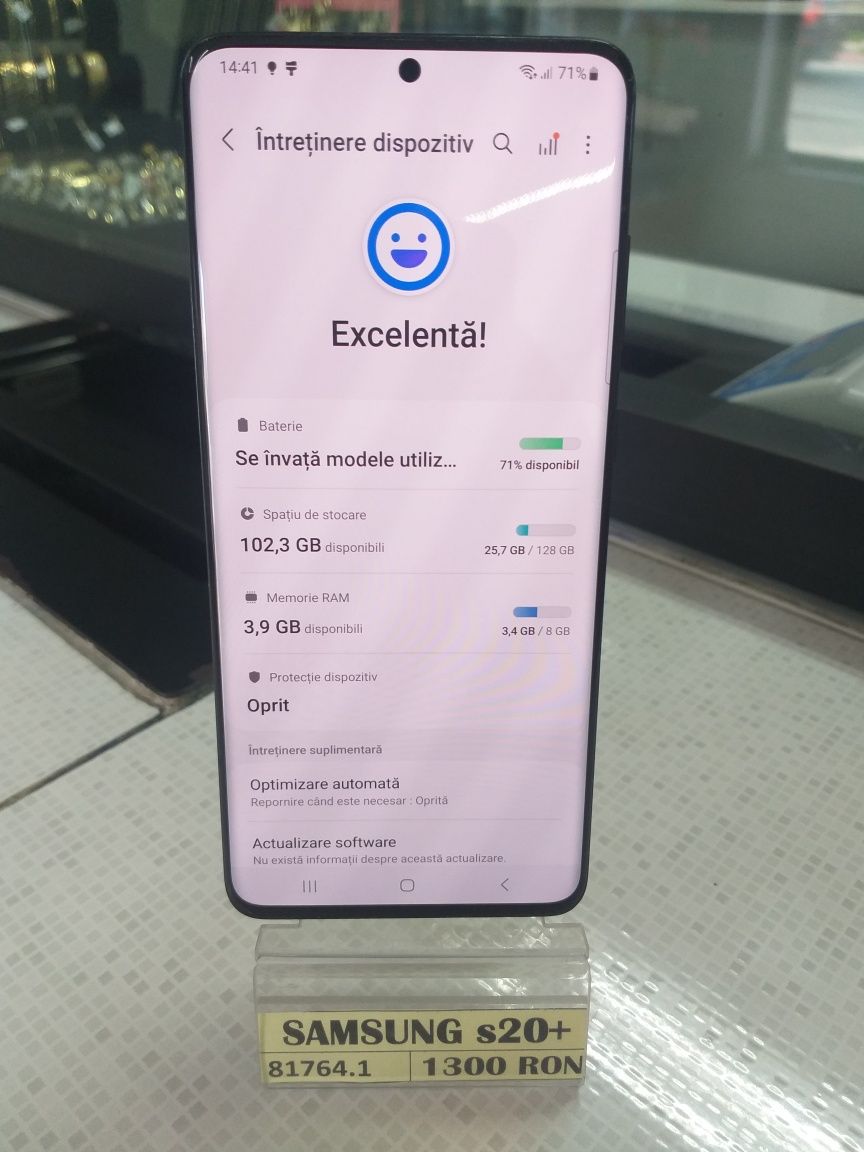 14:41 71%
Întreținere dispozitiv
Excelentă!
Baterie
Se învață modele utiliz...
71% disponibil
Spațiu de stocare
102,3 GB disponibili
25,7 GB / 128 GB
Memorie RAM
3,9 GB disponibili
3,4 GB / 8 GB
Protecție dispozitiv
Oprit
Întreținere suplimentară
Optimizare automată
Repornire când este necesar : Oprită
Actualizare software
Nu există informații despre această actualizare.
SAMSUNG s20+
81764.1 1300 RON